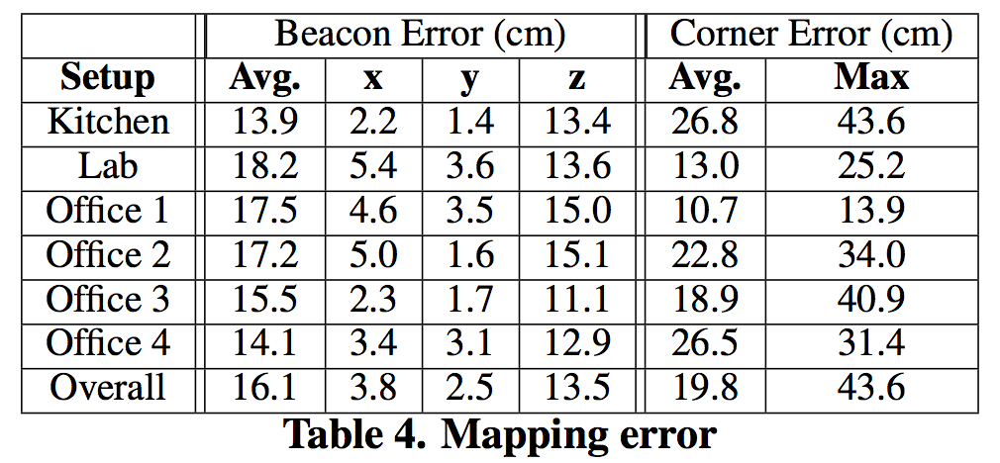 Beacon Error (cm) Corner Error (cm)
Setup Avg. x y z Avg. Max
Kitchen 13.9 2.2 1.4 13.4 26.8 43.6
Lab 18.2 5.4 3.6 13.6 13.0 25.2
Office 1 17.5 4.6 3.5 15.0 10.7 13.9
Office 2 17.2 5.0 1.6 15.1 22.8 34.0
Office 3 15.5 2.3 1.7 11.1 18.9 40.9
Office 4 14.1 3.4 3.1 12.9 26.5 31.4
Overall 16.1 3.8 2.5 13.5 19.8 43.6
Table 4. Mapping error